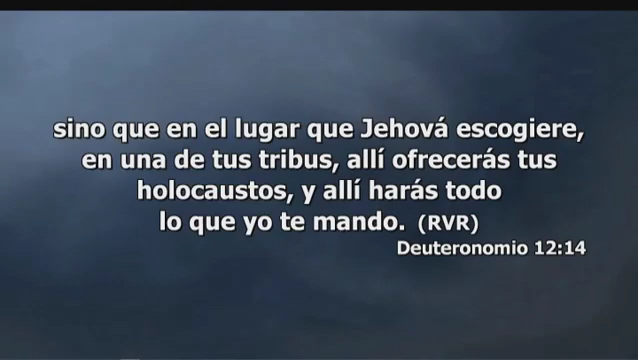 sino que en el lugar que Jehová escogiere,
en una de tus tribus, allí ofrecerás tus
holocaustos, y allí harás todo
lo que yo te mando. (RVR)
Deuteronomio 12:14